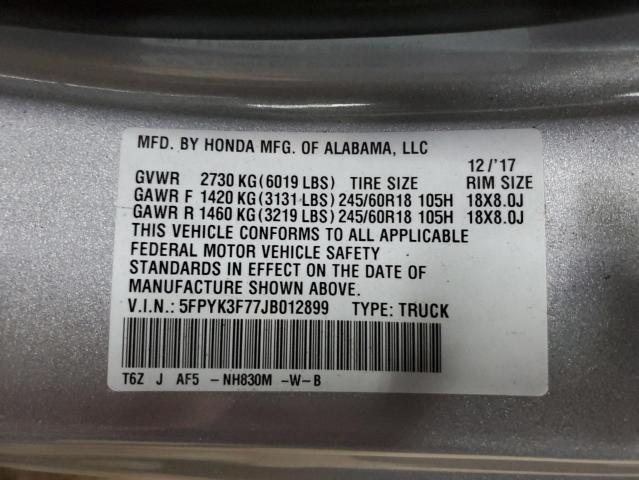 MFD. BY HONDA MFG. OF ALABAMA, LLC
12/'17
GVWR 2730 KG (6019 LBS) TIRE SIZE RIM SIZE
GAWR F 1420 KG (3131 LBS) 245/60R18 105H 18X8.0J
GAWR R 1460 KG (3219 LBS) 245/60R18 105H 18X8.0J
THIS VEHICLE CONFORMS TO ALL APPLICABLE
FEDERAL MOTOR VEHICLE SAFETY
STANDARDS IN EFFECT ON THE DATE OF
MANUFACTURE SHOWN ABOVE.
V.I.N.: 5FPYK3F77JB012899 TYPE: TRUCK
T6Z J AF5 -NH830M -W-B